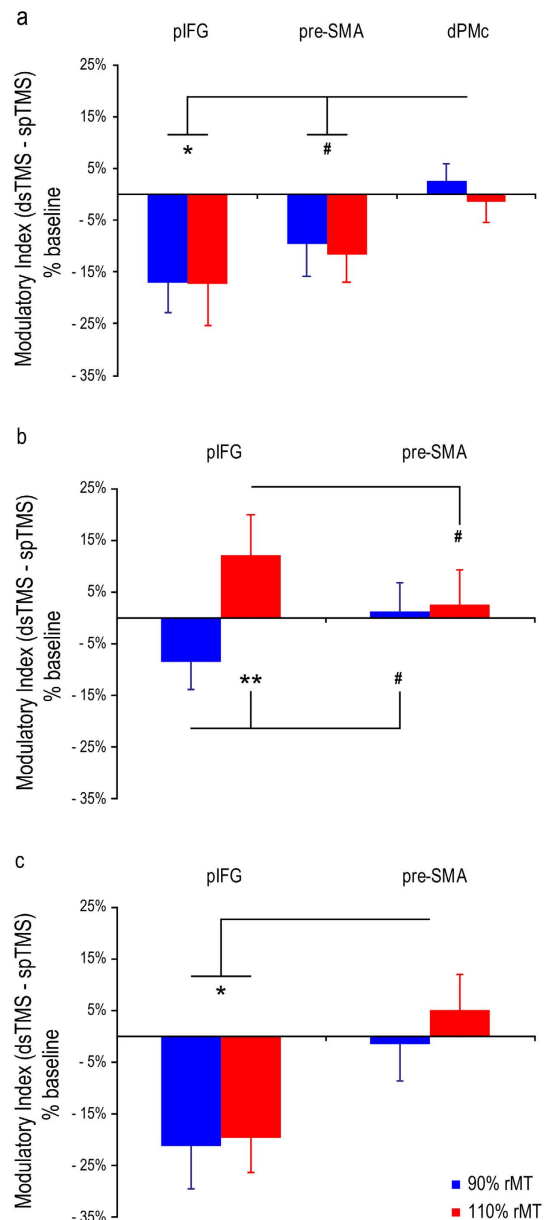 a
pIFG pre-SMA dPMc
Modulatory Index (dsTMS - spTMS)
% baseline
25%
15%
5%
- 5%
- 15%
- 25%
- 35%
*
#
b
pIFG pre-SMA
Modulatory Index (dsTMS - spTMS)
% baseline
25%
15%
5%
- 5%
- 15%
- 25%
- 35%
#
** #
c
pIFG pre-SMA
Modulatory Index (dsTMS - spTMS)
% baseline
25%
15%
5%
- 5%
- 15%
- 25%
- 35%
*
90% rMT
110% rMT